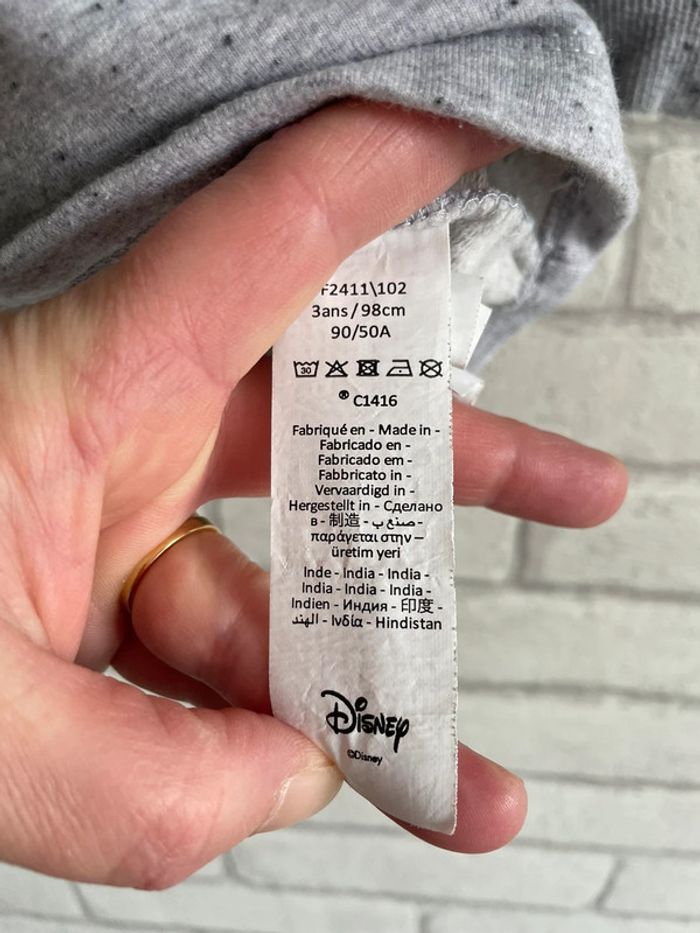 F2411\102
3ans/98cm
90/50A
30
® C1416
Fabriqué en - Made in -
Fabricado en -
Fabricado em -
Fabbricato in -
Vervaardigd in -
Hergestellt in - Сделано
в - 制造 - صنع ب -
παράγεται στην –
üretim yeri
Inde - India - India -
India - India - India -
Indien - Индия - 印度 -
الهند - Ινδία - Hindistan
Disney
©Disney